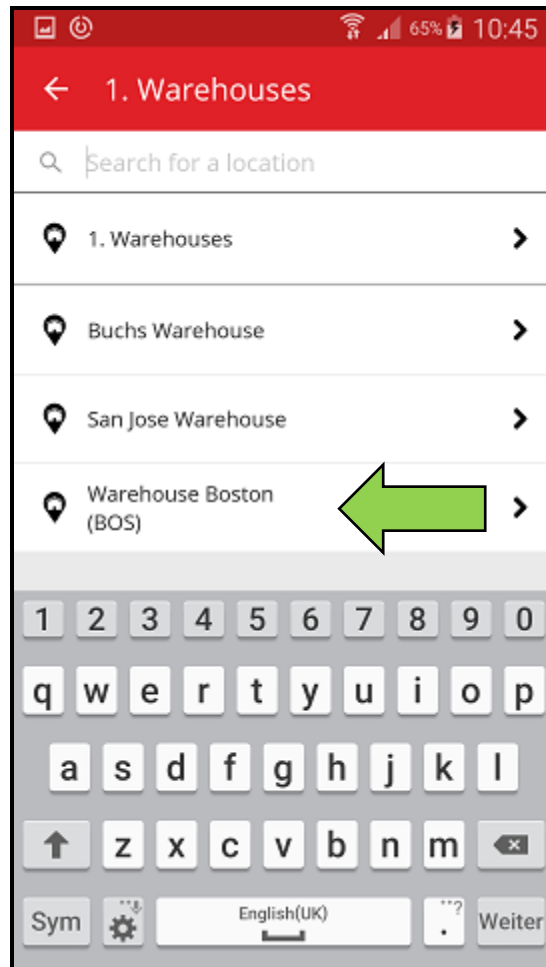 65% 10:45
1. Warehouses
Search for a location
1. Warehouses
Buchs Warehouse
San Jose Warehouse
Warehouse Boston
(BOS)
1 2 3 4 5 6 7 8 9 0
q w e r t y u i o p
a s d f g h j k l
z x c v b n m
Sym English(UK) ...? . Weiter